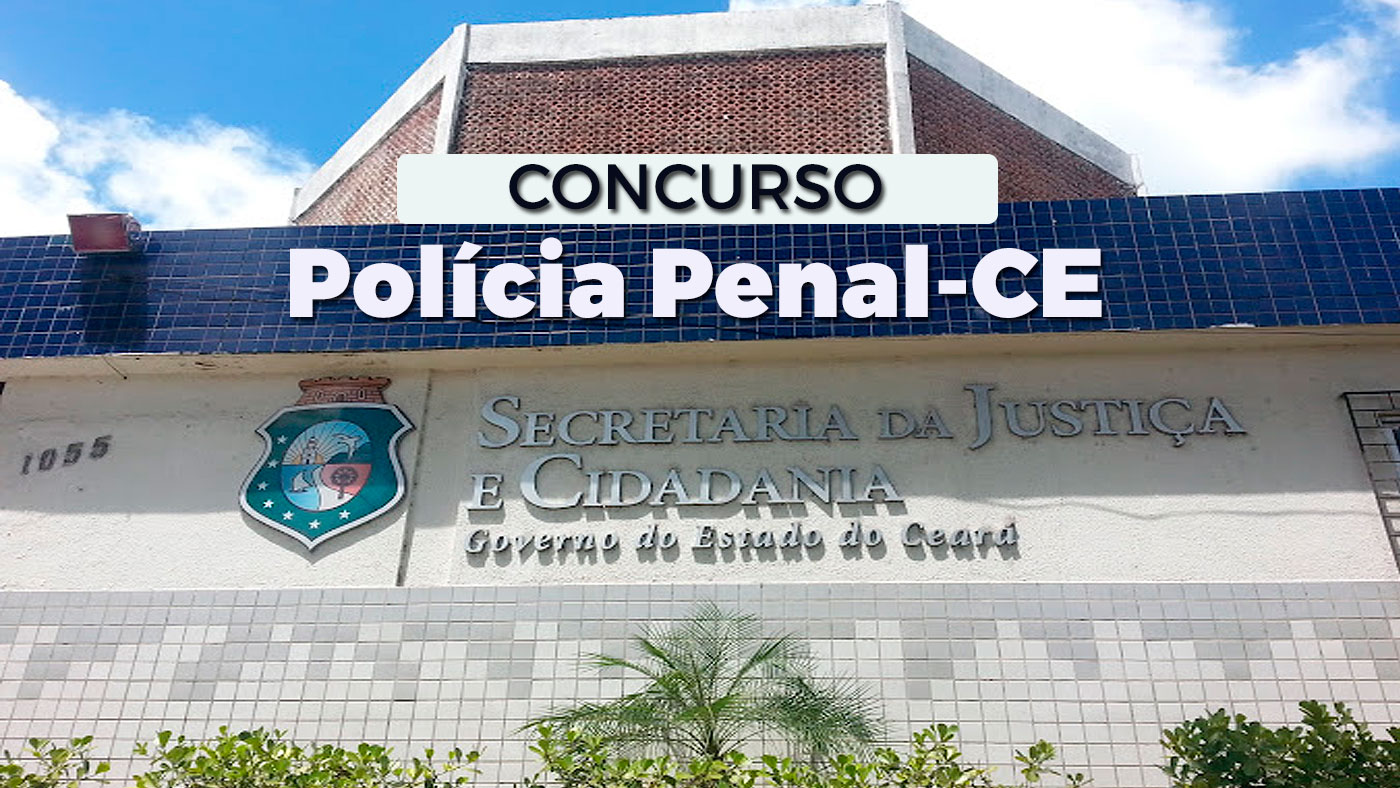 CONCURSO
Polícia Penal-CE
1055
SECRETARIA DA JUSTIÇA
E CIDADANIA
Governo do Estado do Ceará